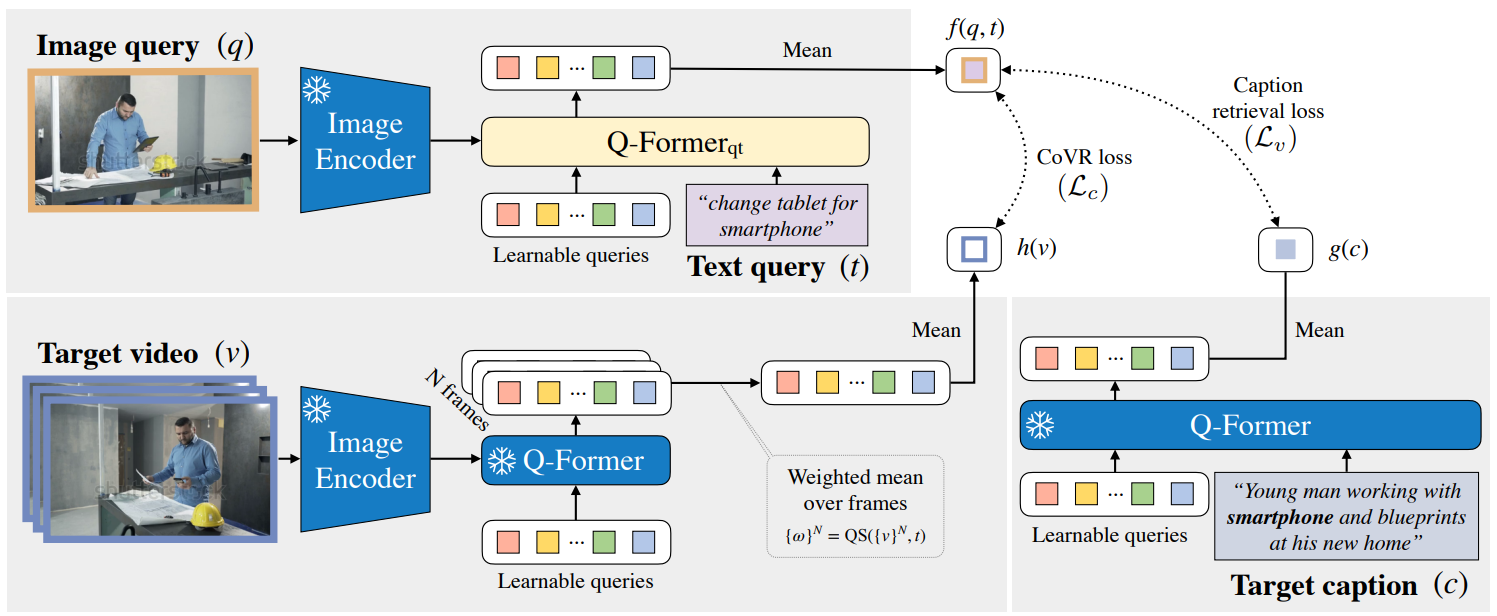 Image query (q)
shutterstock
Image
Encoder
...
Q-Former_qt
...
Learnable queries
"change tablet for
smartphone"
Text query (t)
Mean
f(q, t)
Caption
retrieval loss
(ℒ_v)
CoVR loss
(ℒ_c)
h(v)
g(c)
Target video (v)
shutterstock
Image
Encoder
N frames
...
Q-Former
...
Learnable queries
...
Mean
Weighted mean
over frames
{ω}^N = QS({v}^N, t)
Mean
...
Q-Former
...
Learnable queries
"Young man working with
smartphone and blueprints
at his new home"
Target caption (c)